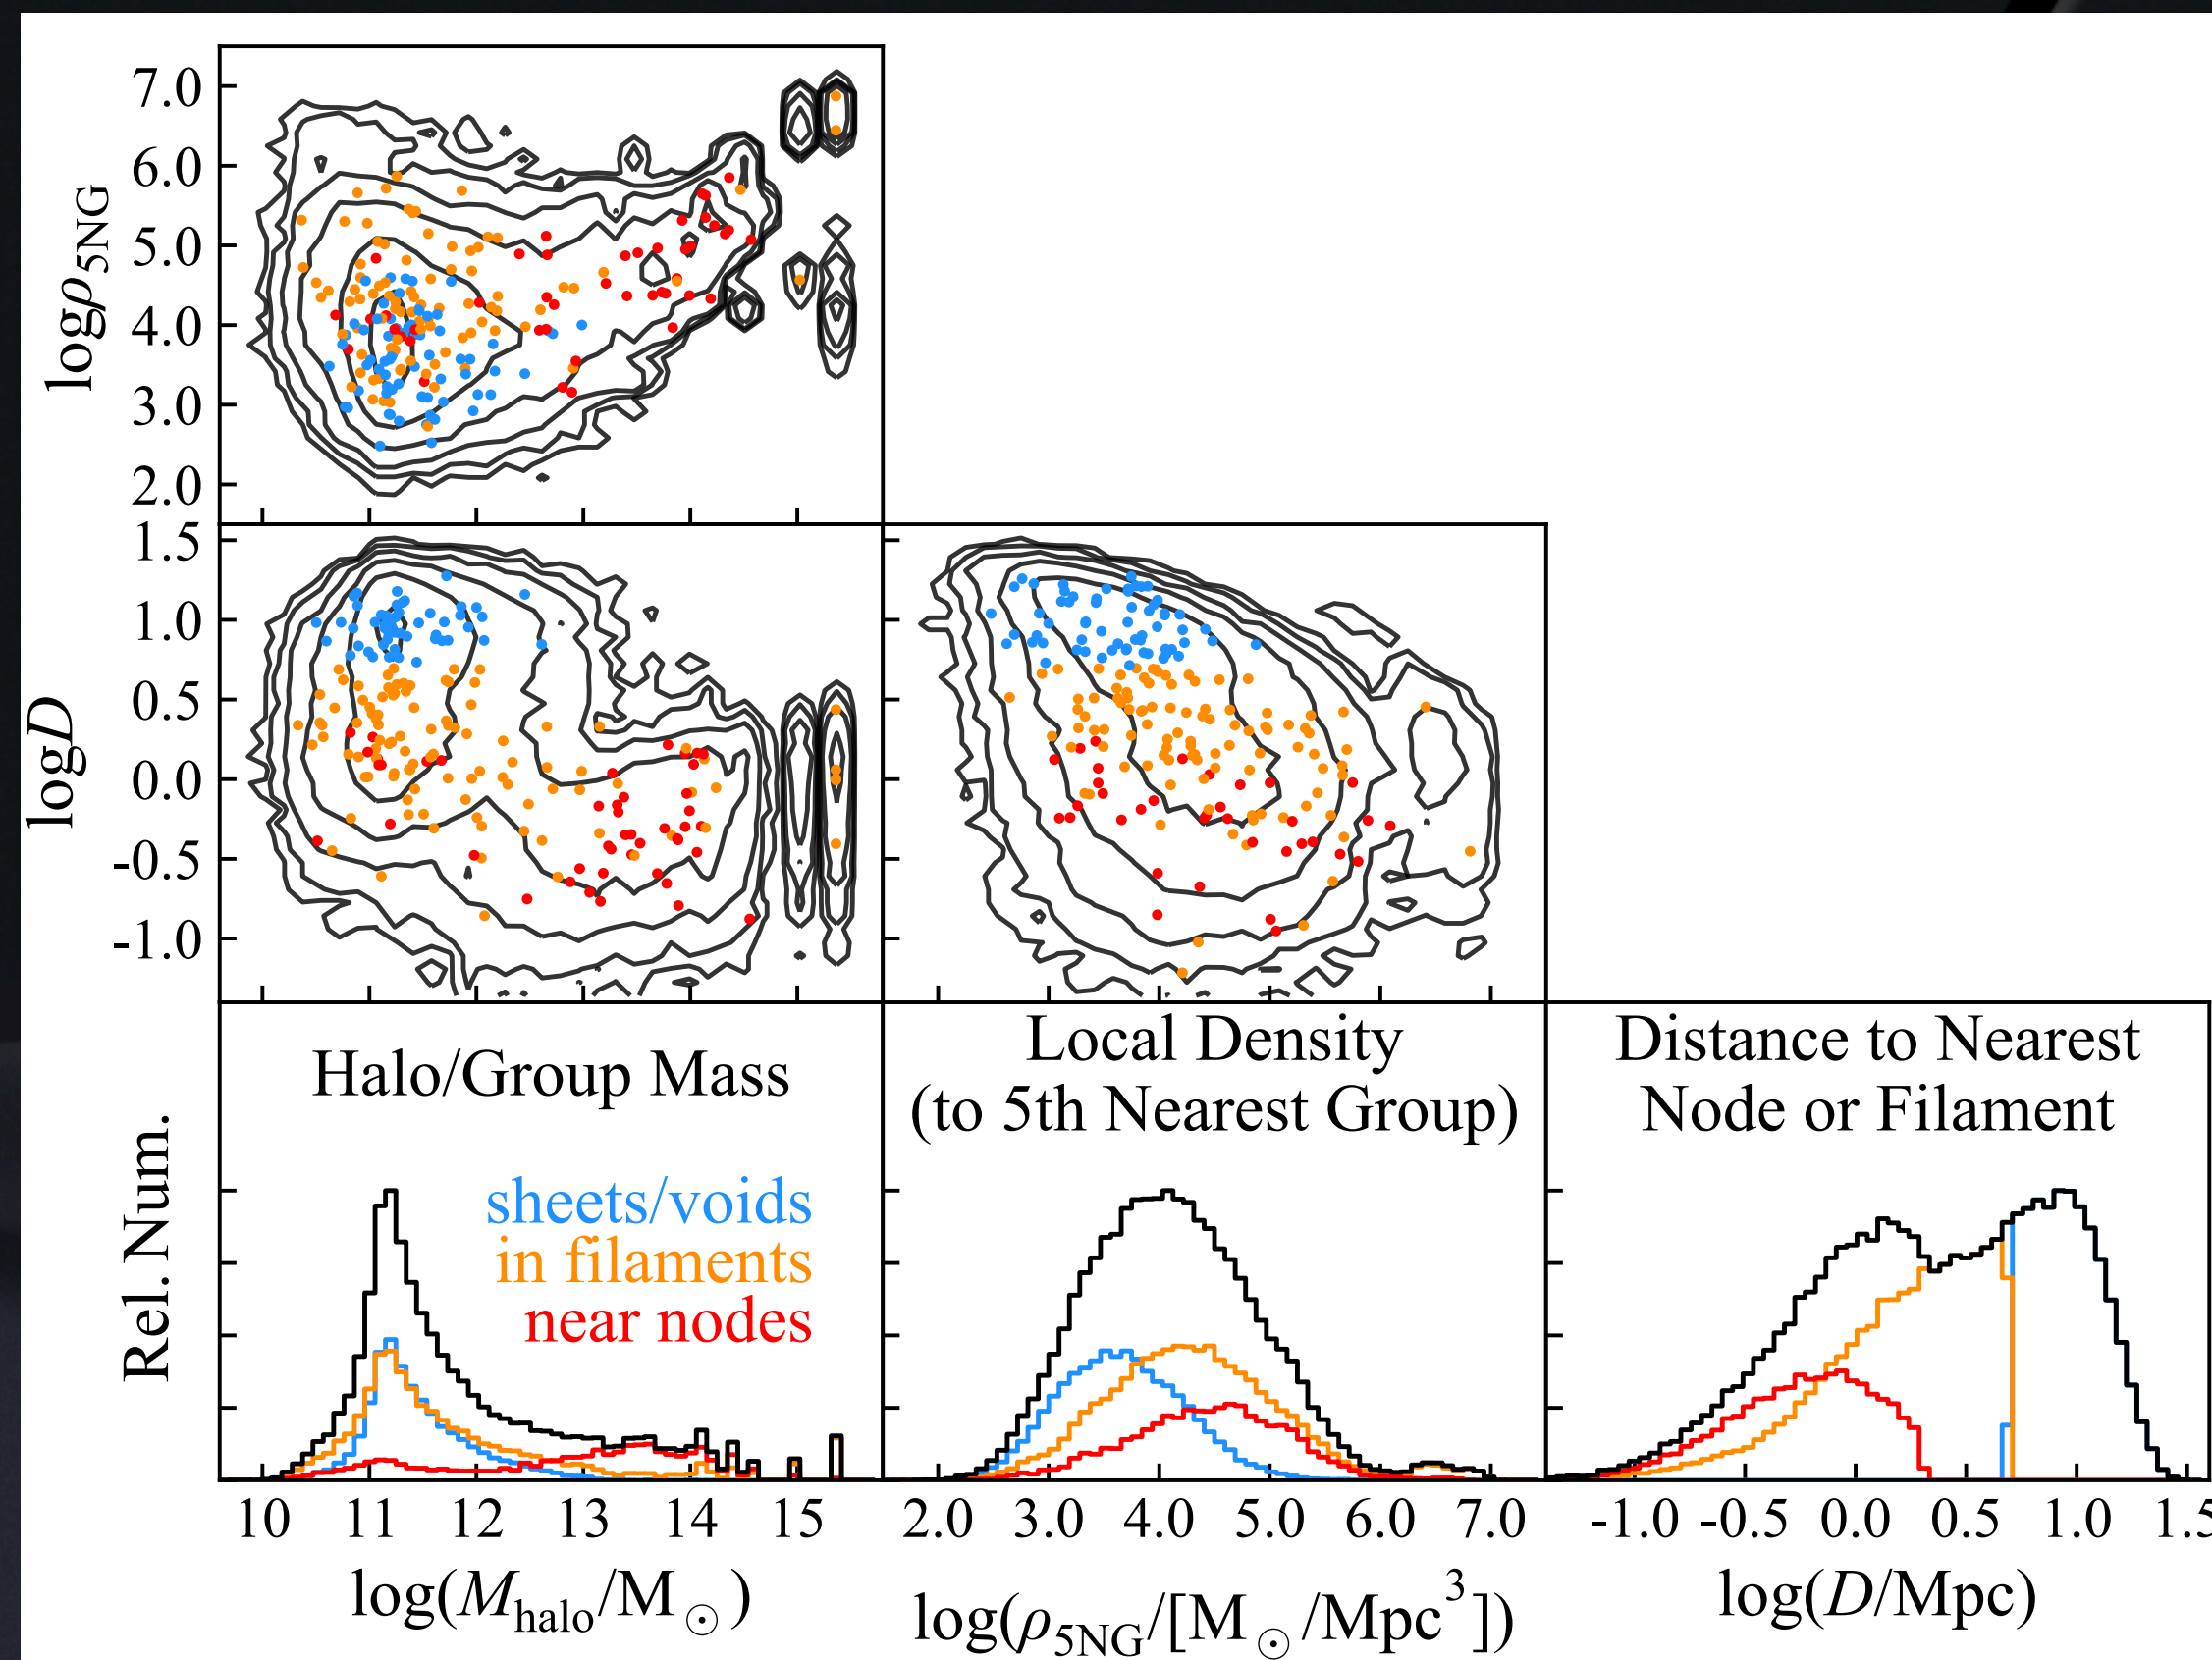 7.0
6.0
5.0
4.0
3.0
2.0
logρ5NG
1.5
1.0
0.5
0.0
-0.5
-1.0
logD
Halo/Group Mass
Local Density
(to 5th Nearest Group)
Distance to Nearest
Node or Filament
sheets/voids
in filaments
near nodes
Rel. Num.
10 11 12 13 14 15
2.0 3.0 4.0 5.0 6.0 7.0
-1.0 -0.5 0.0 0.5 1.0 1.5
log(Mhalo/M☉)
log(ρ5NG/[M☉/Mpc³])
log(D/Mpc)